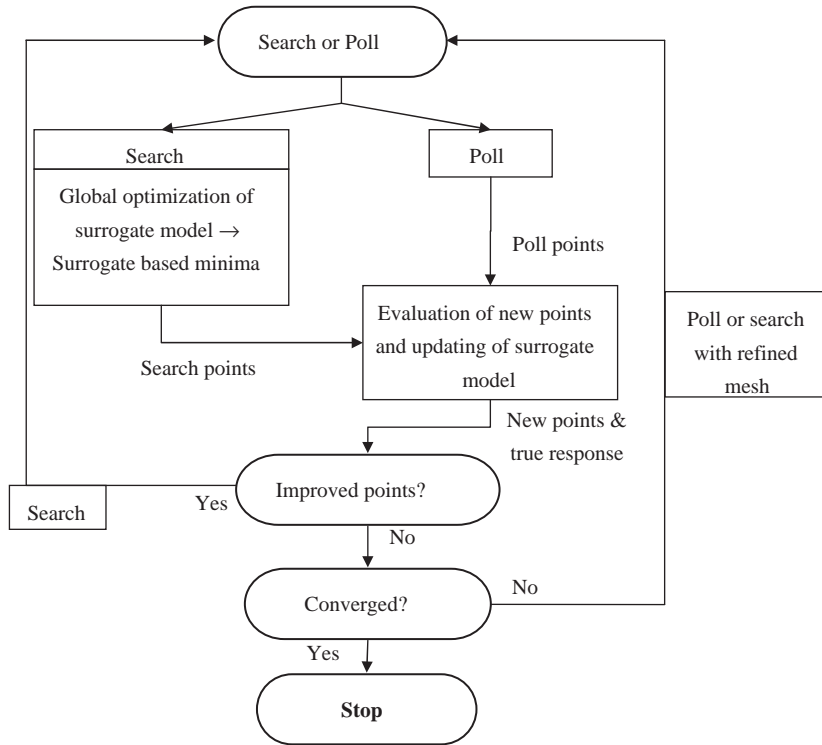 Search or Poll
Search
Global optimization of
surrogate model →
Surrogate based minima
Poll
Poll points
Evaluation of new points
and updating of surrogate
model
Search points
Poll or search
with refined
mesh
New points &
true response
Improved points?
Yes
Search
No
Converged?
No
Yes
Stop